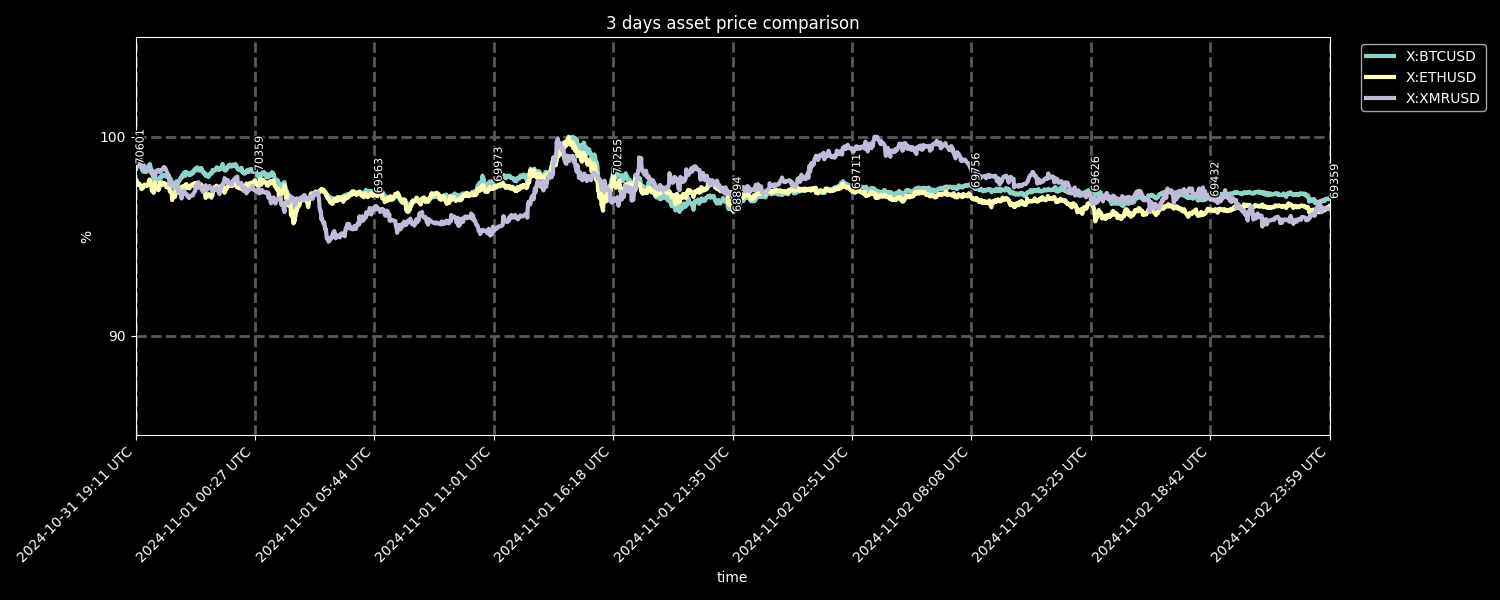 3 days asset price comparison
X:BTCUSD
X:ETHUSD
X:XMRUSD
100
90
%
70601
70359
69563
69973
70255
68894
69711
69756
69626
69432
69359
2024-10-31 19:11 UTC
2024-11-01 00:27 UTC
2024-11-01 05:44 UTC
2024-11-01 11:01 UTC
2024-11-01 16:18 UTC
2024-11-01 21:35 UTC
2024-11-02 02:51 UTC
2024-11-02 08:08 UTC
2024-11-02 13:25 UTC
2024-11-02 18:42 UTC
2024-11-02 23:59 UTC
time